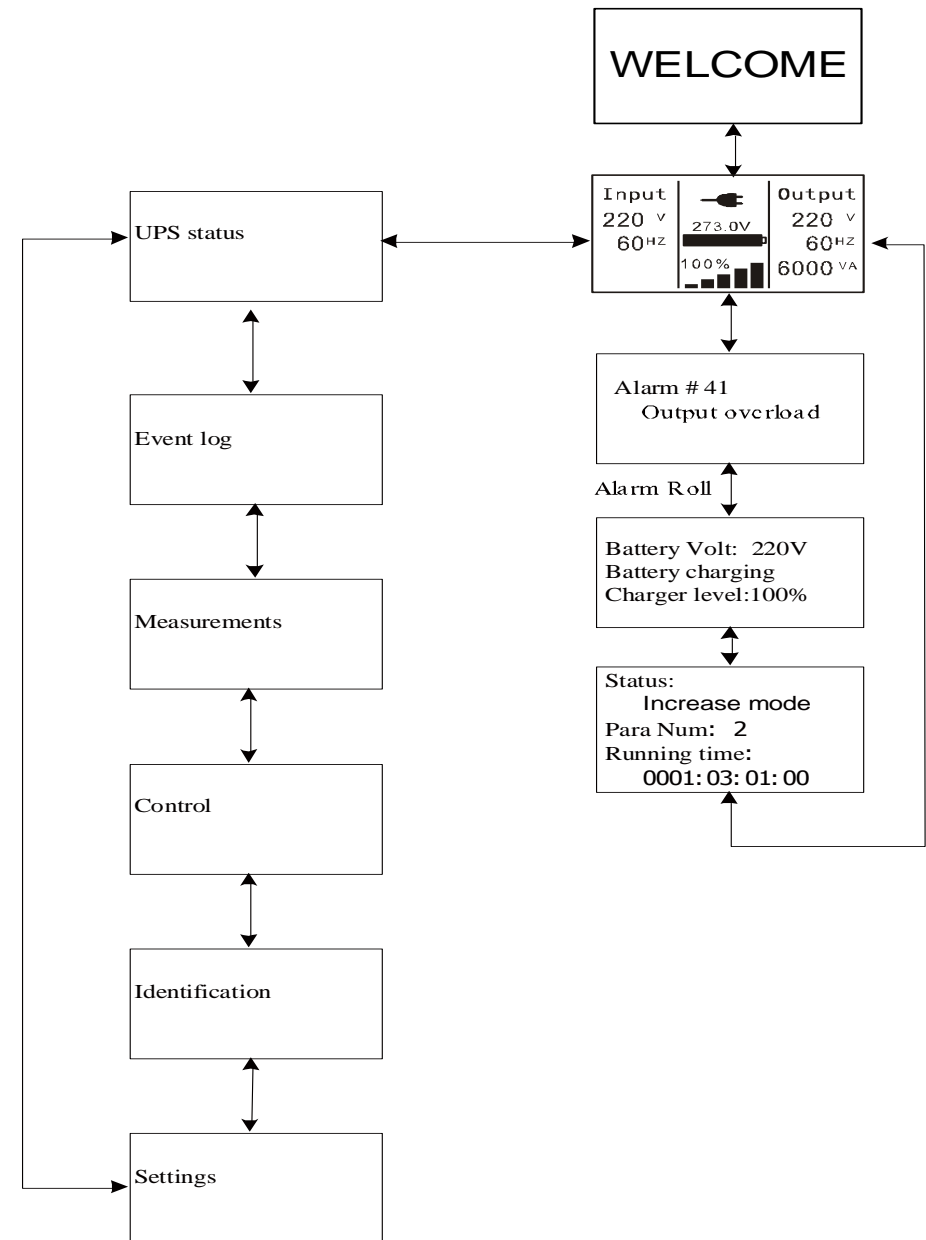 WELCOME
Input
220 V
60HZ
273.0V
100%
Output
220 V
60HZ
6000 VA
UPS status
Event log
Measurements
Control
Identification
Settings
Alarm # 41
Output overload
Alarm Roll
Battery Volt: 220V
Battery charging
Charger level:100%
Status:
Increase mode
Para Num: 2
Running time:
0001:03:01:00